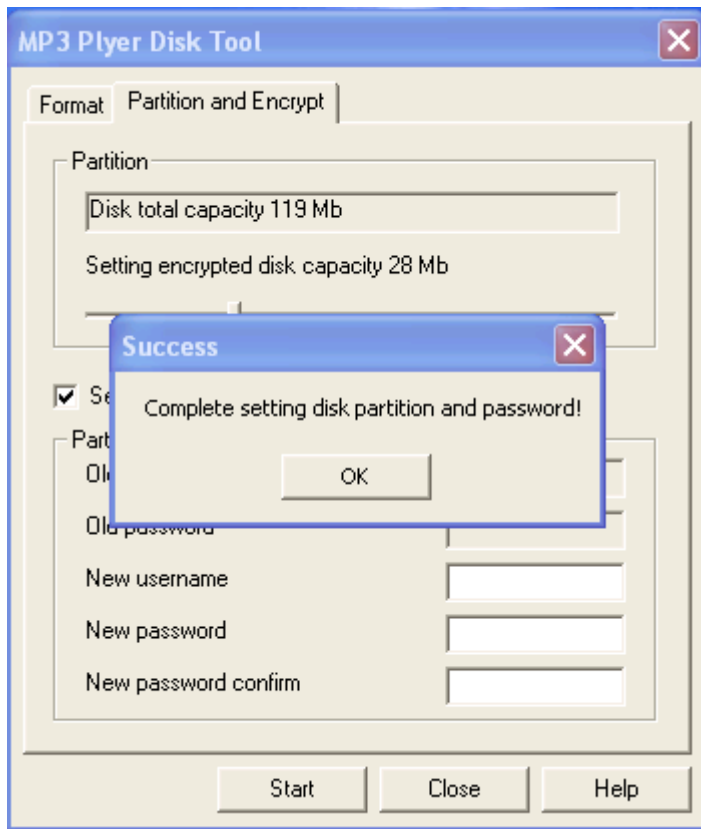 MP3 Plyer Disk Tool
Format Partition and Encrypt
Partition
Disk total capacity 119 Mb
Setting encrypted disk capacity 28 Mb
Success
Complete setting disk partition and password!
OK
Old password
New username
New password
New password confirm
Start Close Help